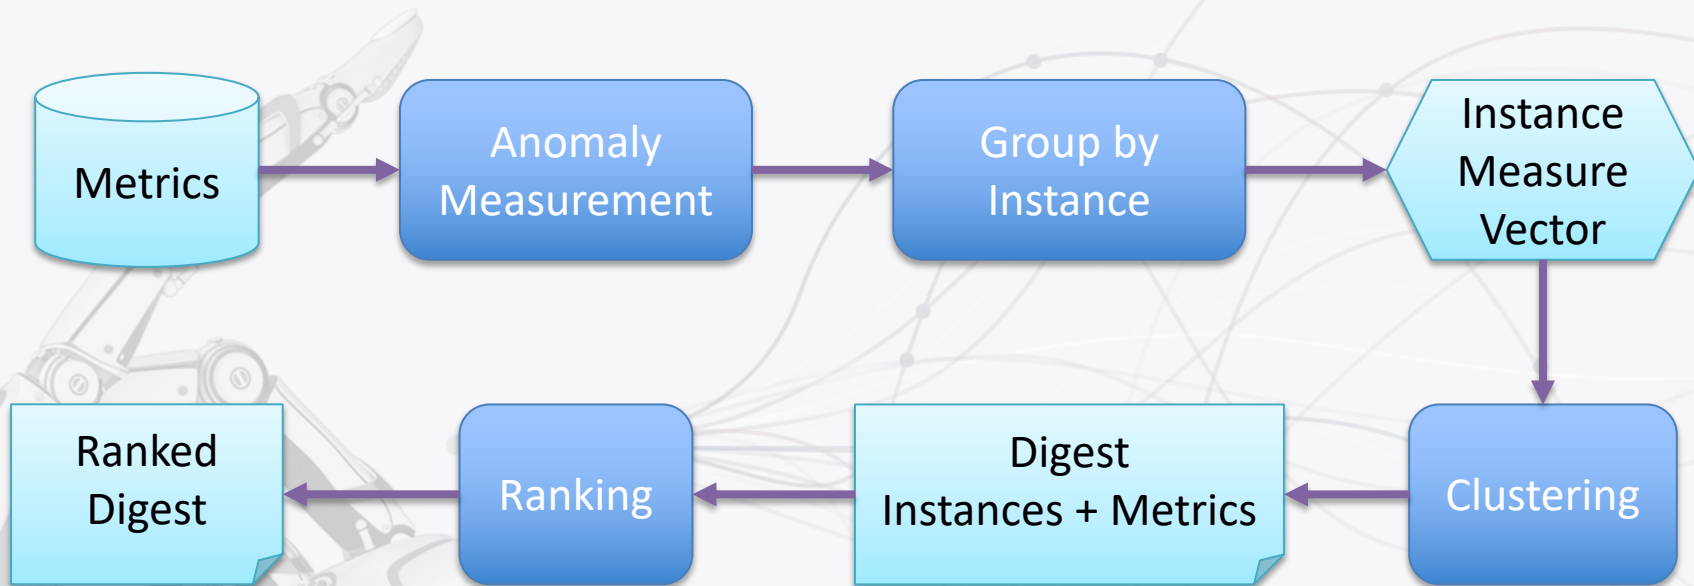 Metrics
Anomaly
Measurement
Group by
Instance
Instance
Measure
Vector
Ranked
Digest
Ranking
Digest
Instances + Metrics
Clustering